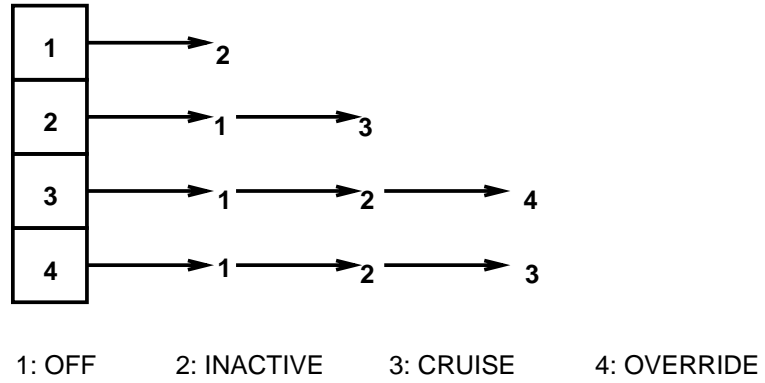 1 2
2 1 3
3 1 2 4
4 1 2 3
1: OFF 2: INACTIVE 3: CRUISE 4: OVERRIDE